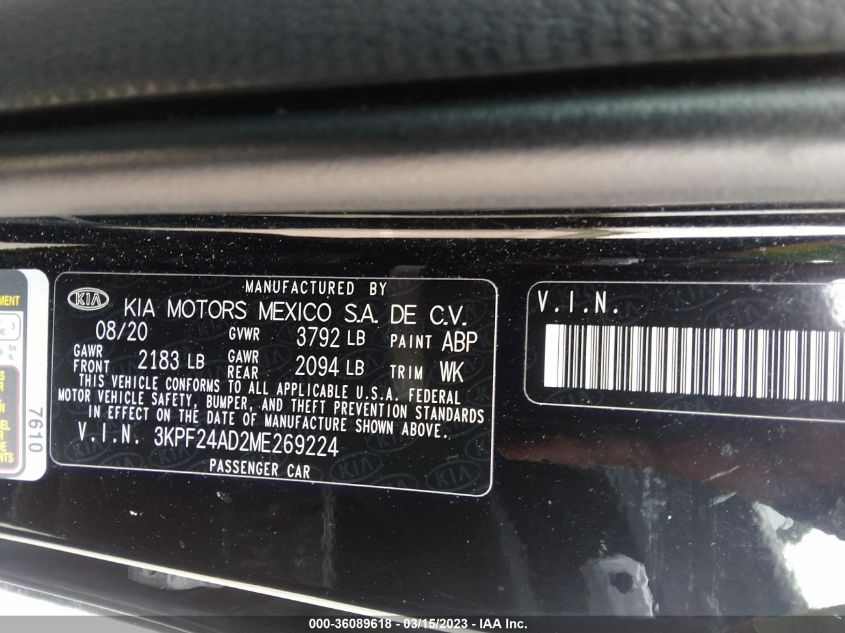 MANUFACTURED BY
KIA KIA MOTORS MEXICO S.A. DE C.V.
08/20 GVWR 3792 LB PAINT ABP
GAWR FRONT 2183 LB GAWR REAR 2094 LB TRIM WK
THIS VEHICLE CONFORMS TO ALL APPLICABLE U.S.A. FEDERAL
MOTOR VEHICLE SAFETY, BUMPER, AND THEFT PREVENTION STANDARDS
IN EFFECT ON THE DATE OF MANUFACTURE SHOWN ABOVE.
V.I.N. 3KPF24AD2ME269224
PASSENGER CAR
V.I.N.
7610
000-36089618 - 03/15/2023 - IAA Inc.